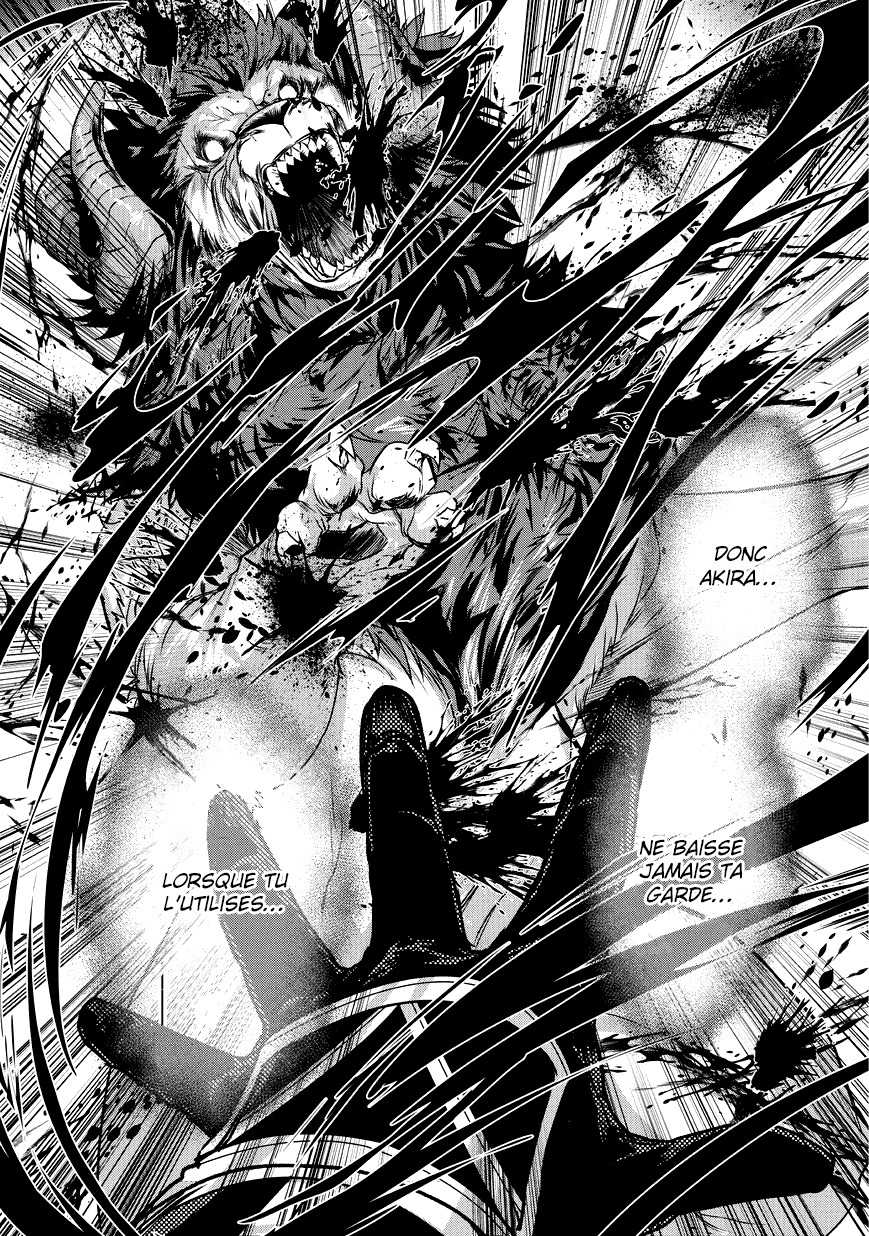 DONC
AKIRA...
NE BAISSE
JAMAIS TA
GARDE...
LORSQUE TU
L'UTILISES...